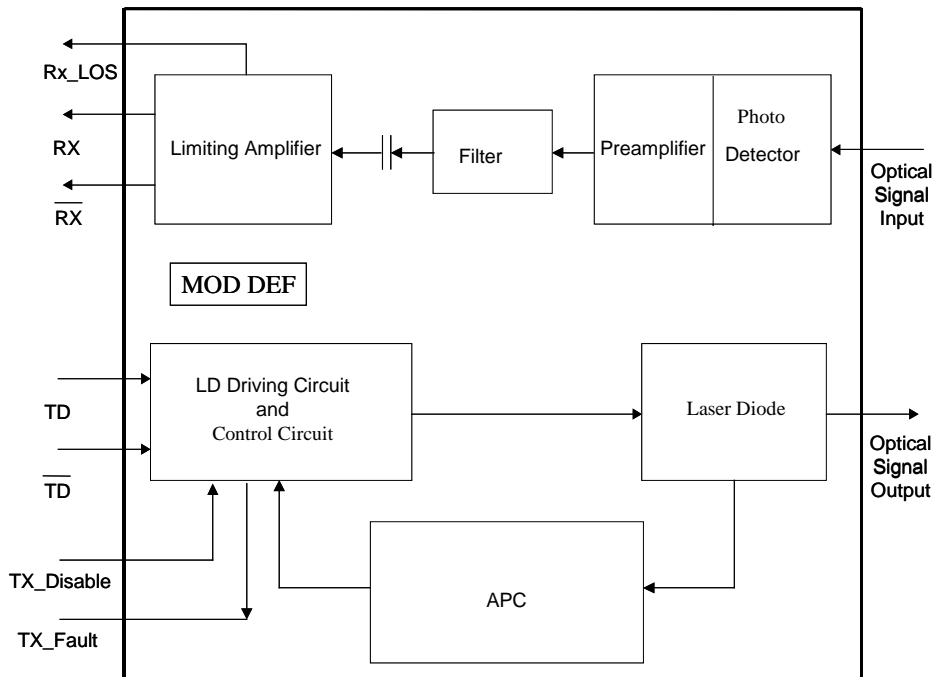 Rx_LOS
RX
RX
Limiting Amplifier
Filter
Preamplifier
Photo
Detector
Optical
Signal
Input
MOD DEF
TD
TD
LD Driving Circuit
and
Control Circuit
Laser Diode
Optical
Signal
Output
TX_Disable
TX_Fault
APC